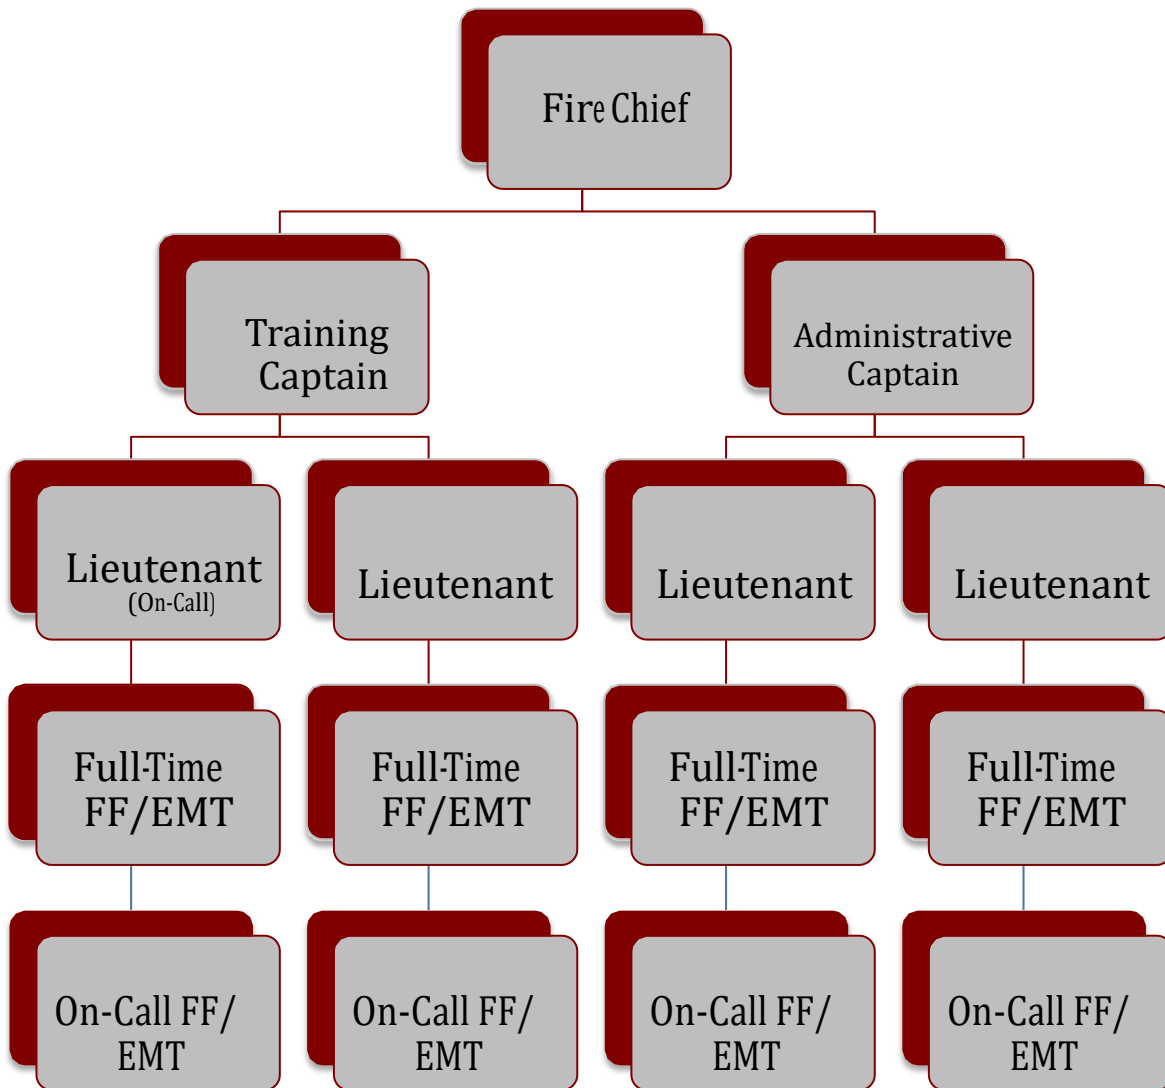 Fire Chief
Training
Captain
Administrative
Captain
Lieutenant
(On-Call)
Lieutenant
Lieutenant
Lieutenant
Full-Time
FF/EMT
Full-Time
FF/EMT
Full-Time
FF/EMT
Full-Time
FF/EMT
On-Call FF/
EMT
On-Call FF/
EMT
On-Call FF/
EMT
On-Call FF/
EMT